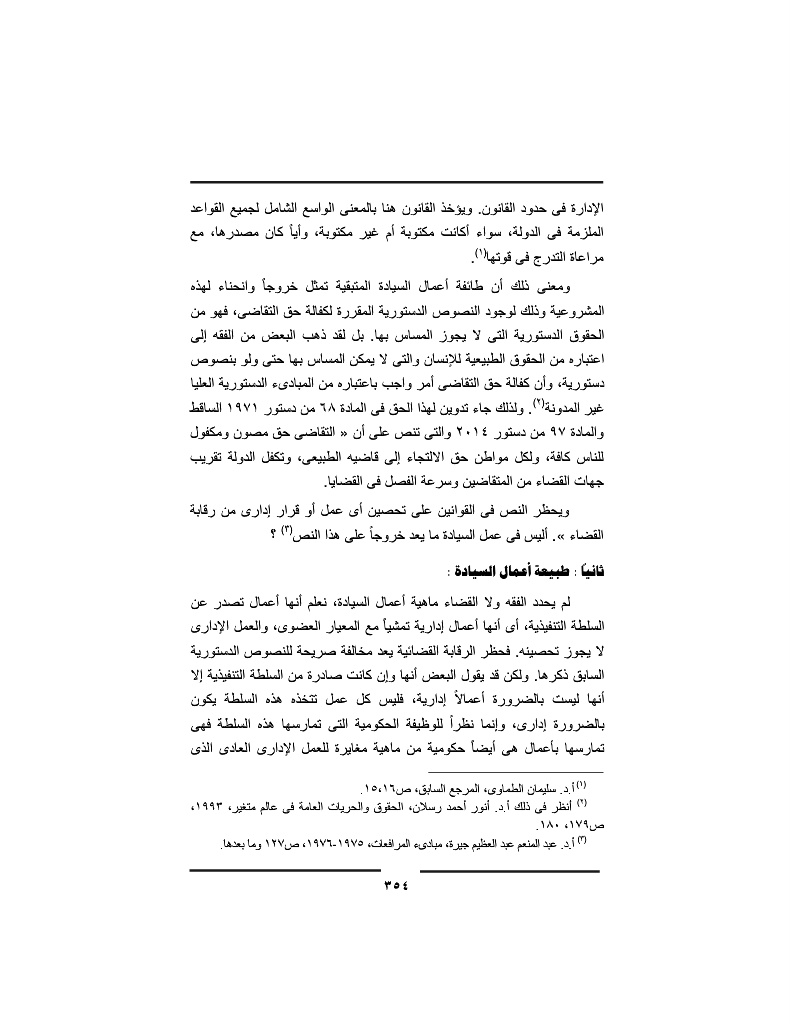 الإدارة فى حدود القانون. ويؤخذ القانون هنا بالمعنى الواسع الشامل لجميع القواعد
الملزمة فى الدولة، سواء أكانت مكتوبة أم غير مكتوبة، وأياً كان مصدرها، مع
مراعاة التدرج فى قوتها(١).
ومعنى ذلك أن طائفة أعمال السيادة المتبقية تمثل خروجاً وانحناء لهذه
المشروعية وذلك لوجود النصوص الدستورية المقررة لكفالة حق التقاضى، فهو من
الحقوق الدستورية التى لا يجوز المساس بها. بل لقد ذهب البعض من الفقه إلى
اعتباره من الحقوق الطبيعية للإنسان والتى لا يمكن المساس بها حتى ولو بنصوص
دستورية، وأن كفالة حق التقاضى أمر واجب باعتباره من المبادىء الدستورية العليا
غير المدونة(٢). ولذلك جاء تدوين لهذا الحق فى المادة ٦٨ من دستور ١٩٧١ الساقط
والمادة ٩٧ من دستور ٢٠١٤ والتى تنص على أن « التقاضى حق مصون ومكفول
للناس كافة، ولكل مواطن حق الالتجاء إلى قاضيه الطبيعى، وتكفل الدولة تقريب
جهات القضاء من المتقاضين وسرعة الفصل فى القضايا.
ويحظر النص فى القوانين على تحصين أى عمل أو قرار إدارى من رقابة
القضاء ». أليس فى عمل السيادة ما يعد خروجاً على هذا النص(٣) ؟
ثانياً : طبيعة أعمال السيادة :
لم يحدد الفقه ولا القضاء ماهية أعمال السيادة، نعلم أنها أعمال تصدر عن
السلطة التنفيذية، أى أنها أعمال إدارية تمشياً مع المعيار العضوى، والعمل الإدارى
لا يجوز تحصينه. فحظر الرقابة القضائية يعد مخالفة صريحة للنصوص الدستورية
السابق ذكرها. ولكن قد يقول البعض أنها وإن كانت صادرة من السلطة التنفيذية إلا
أنها ليست بالضرورة أعمالاً إدارية، فليس كل عمل تتخذه هذه السلطة يكون
بالضرورة إدارى، وإنما نظراً للوظيفة الحكومية التى تمارسها هذه السلطة فهى
تمارسها بأعمال هى أيضاً حكومية من ماهية مغايرة للعمل الإدارى العادى الذى
(١) أ.د. سليمان الطماوى، المرجع السابق، ص١٥،١٦.
(٢) أنظر فى ذلك أ.د. أنور أحمد رسلان، الحقوق والحريات العامة فى عالم متغير، ١٩٩٣،
ص١٧٩، ١٨٠.
(٣) أ.د. عبد المنعم عبد العظيم جيرة، مبادىء المرافعات، ١٩٧٥-١٩٧٦، ص١٢٧ وما بعدها.
٣٥٤